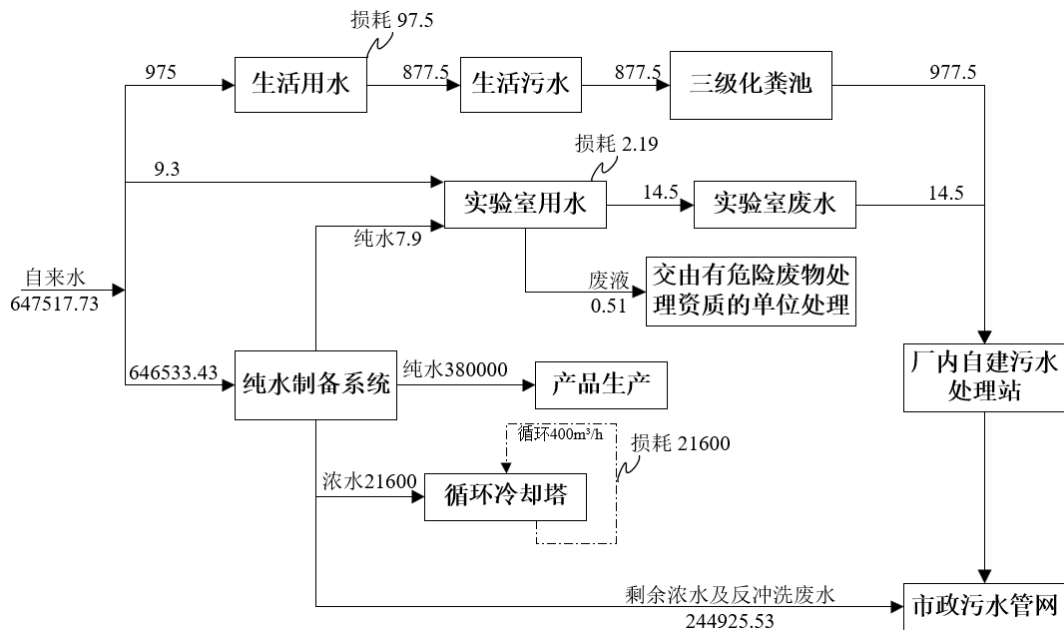 损耗 97.5
975
生活用水
877.5
生活污水
877.5
三级化粪池
977.5
损耗 2.19
9.3
实验室用水
14.5
实验室废水
14.5
纯水7.9
自来水
647517.73
废液
0.51
交由有危险废物处
理资质的单位处理
646533.43
纯水制备系统
纯水380000
产品生产
厂内自建污水
处理站
循环400m³/h
损耗 21600
浓水21600
循环冷却塔
剩余浓水及反冲洗废水
244925.53
市政污水管网